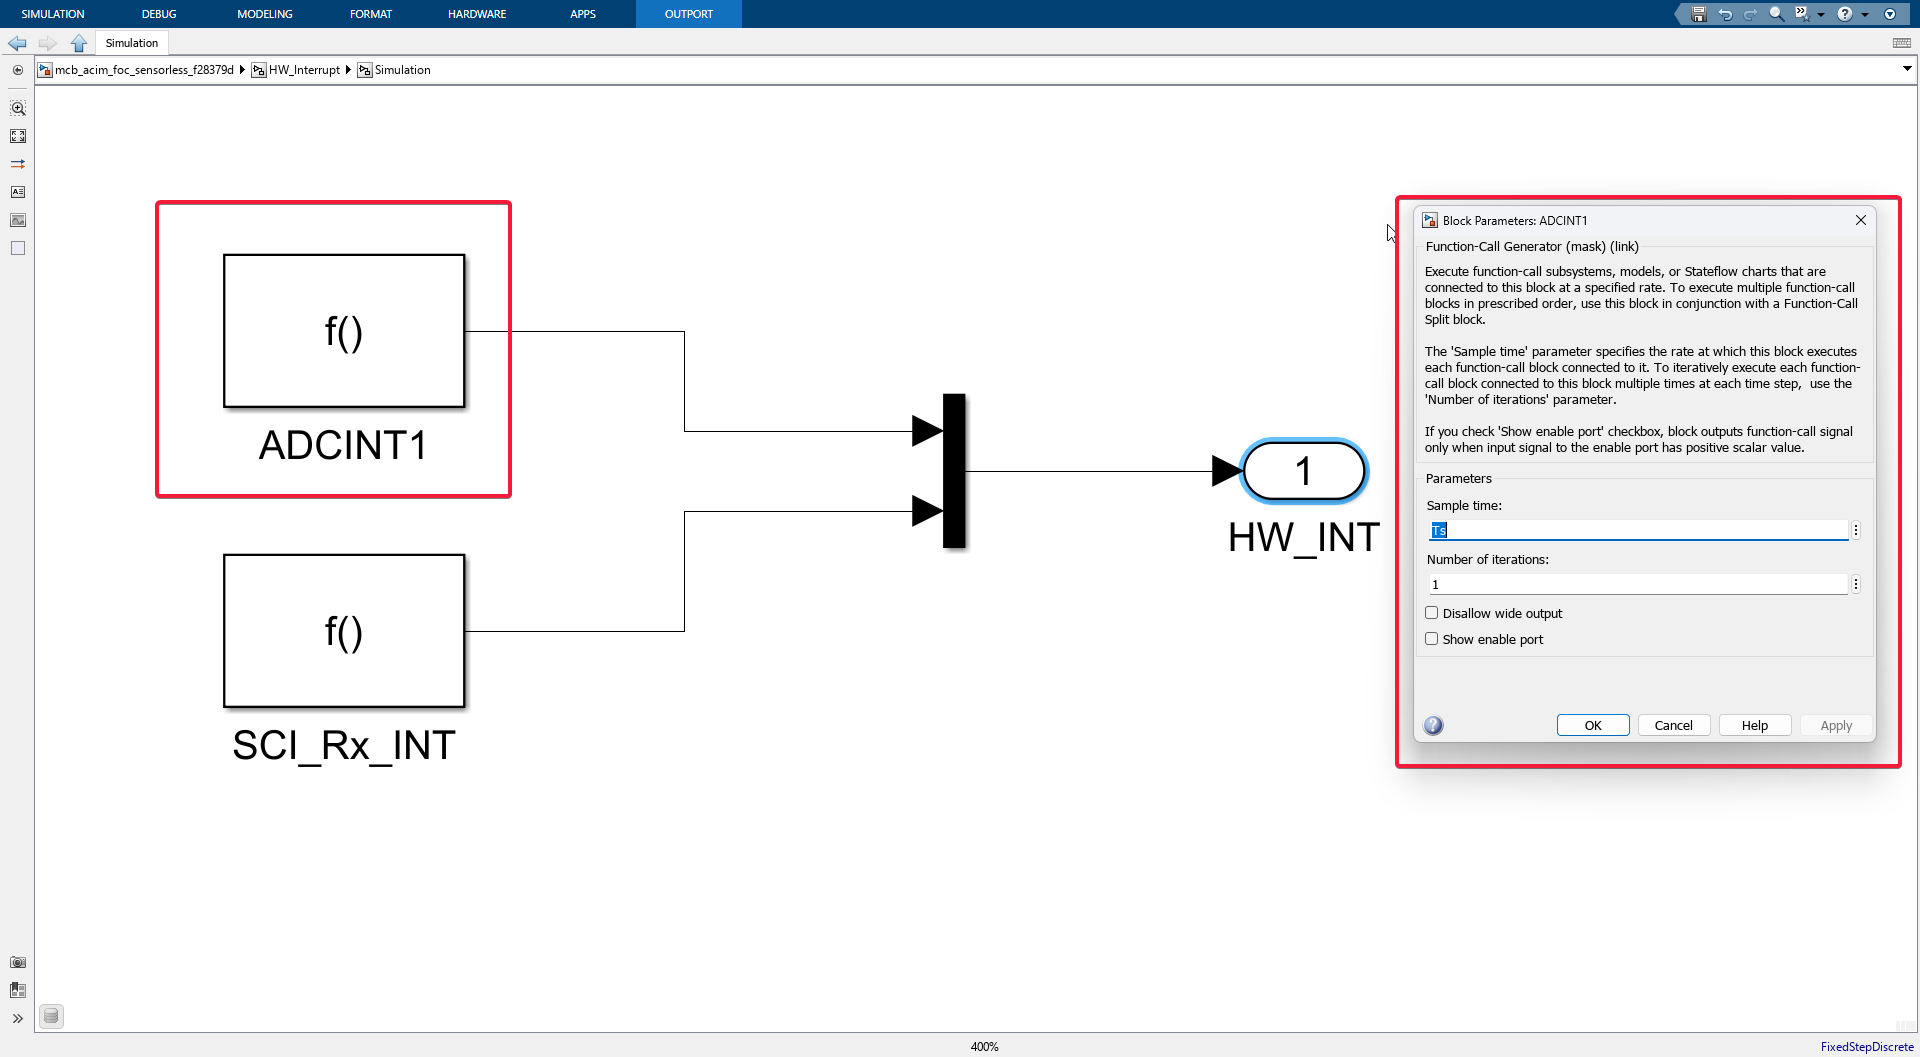 SIMULATION DEBUG MODELING FORMAT HARDWARE APPS OUTPORT
Simulation
mcb_acim_foc_sensorless_f28379d HW_Interrupt Simulation
f()
ADCINT1
f()
SCI_Rx_INT
1
HW_INT
Block Parameters: ADCINT1
Function-Call Generator (mask) (link)
Execute function-call subsystems, models, or Stateflow charts that are
connected to this block at a specified rate. To execute multiple function-call
blocks in prescribed order, use this block in conjunction with a Function-Call
Split block.
The 'Sample time' parameter specifies the rate at which this block executes
each function-call block connected to it. To iteratively execute each function-
call block connected to this block multiple times at each time step, use the
'Number of iterations' parameter.
If you check 'Show enable port' checkbox, block outputs function-call signal
only when input signal to the enable port has positive scalar value.
Parameters
Sample time:
Ts
Number of iterations:
1
Disallow wide output
Show enable port
OK Cancel Help Apply
400%
FixedStepDiscrete